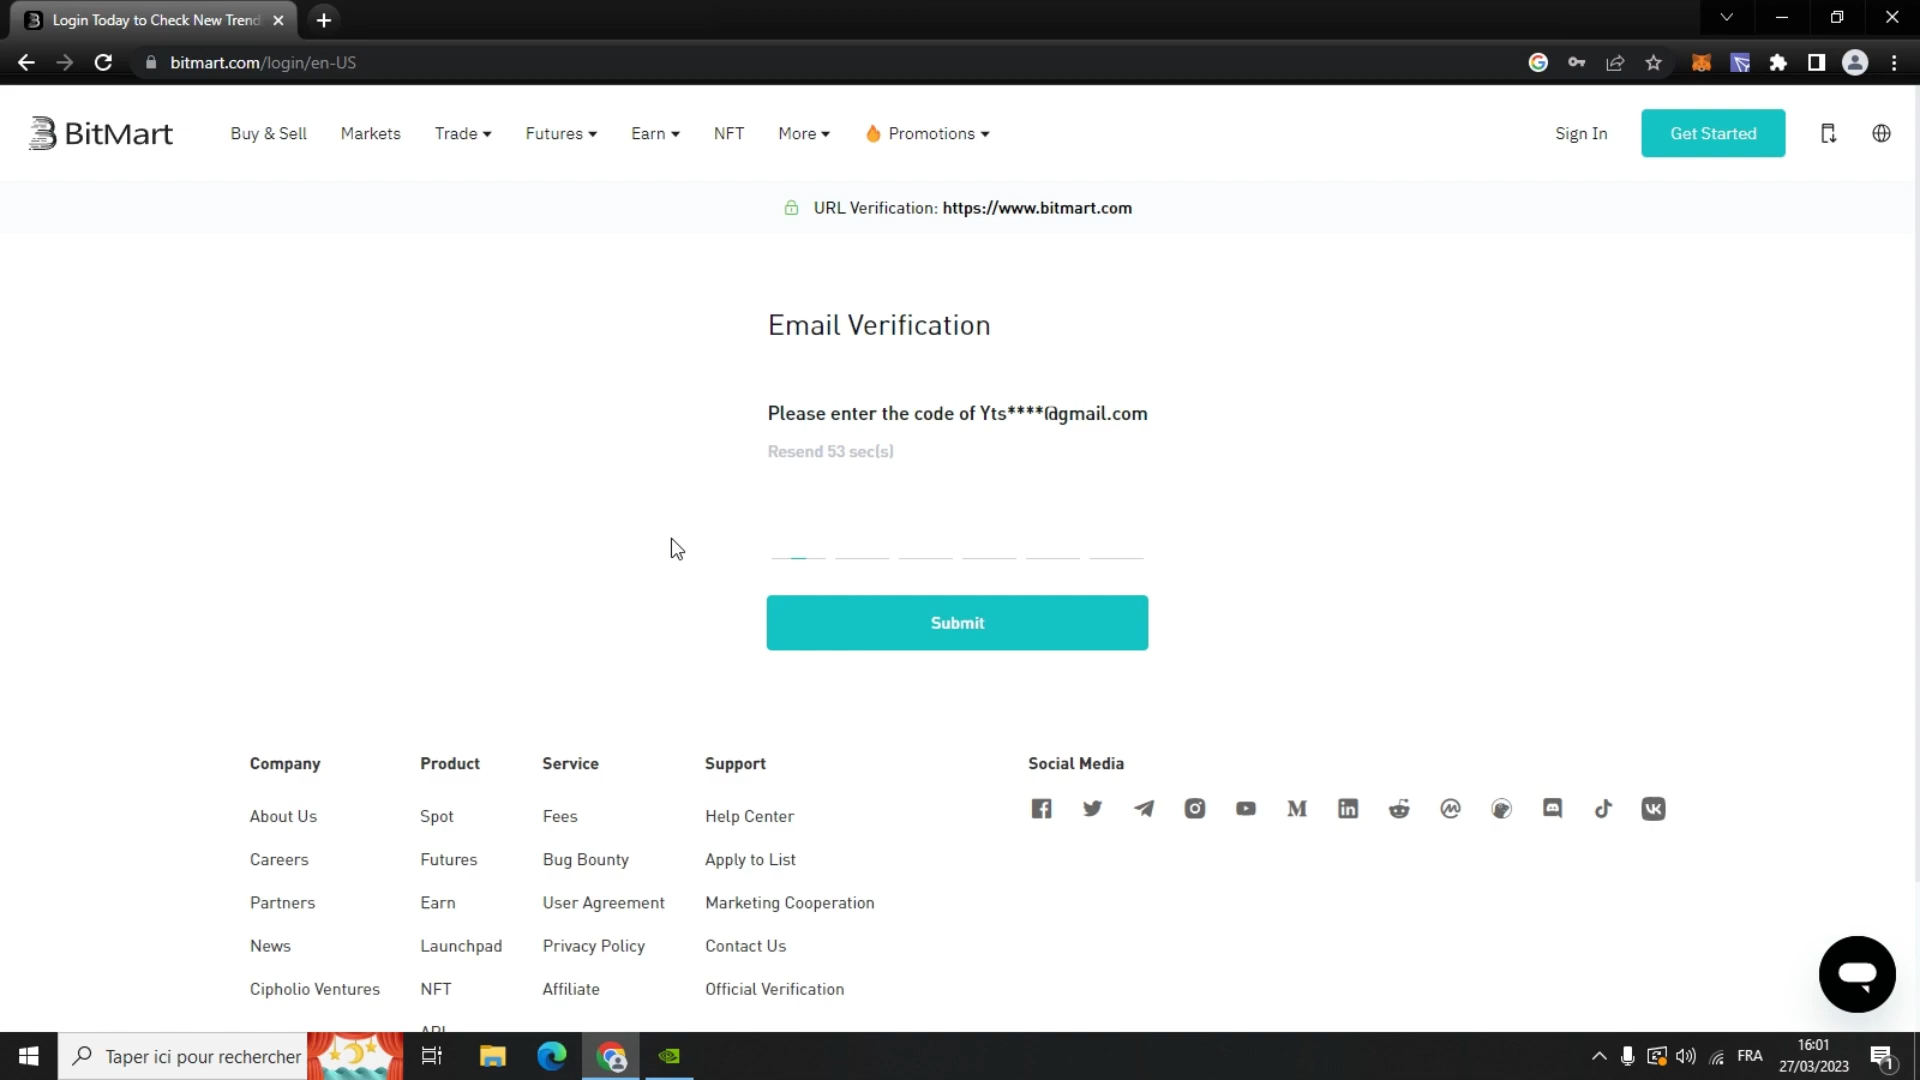 Login Today to Check New Trend
bitmart.com/login/en-US
BitMart
Buy & Sell
Markets
Trade
Futures
Earn
NFT
More
Promotions
Sign In
Get Started
URL Verification: https://www.bitmart.com
Email Verification
Please enter the code of Yts****@gmail.com
Resend 53 sec(s)
Submit
Company
Product
Service
Support
Social Media
About Us
Spot
Fees
Help Center
Careers
Futures
Bug Bounty
Apply to List
Partners
Earn
User Agreement
Marketing Cooperation
News
Launchpad
Privacy Policy
Contact Us
Cipholio Ventures
NFT
Affiliate
Official Verification
API
Taper ici pour rechercher
FRA
16:01
27/03/2023
1